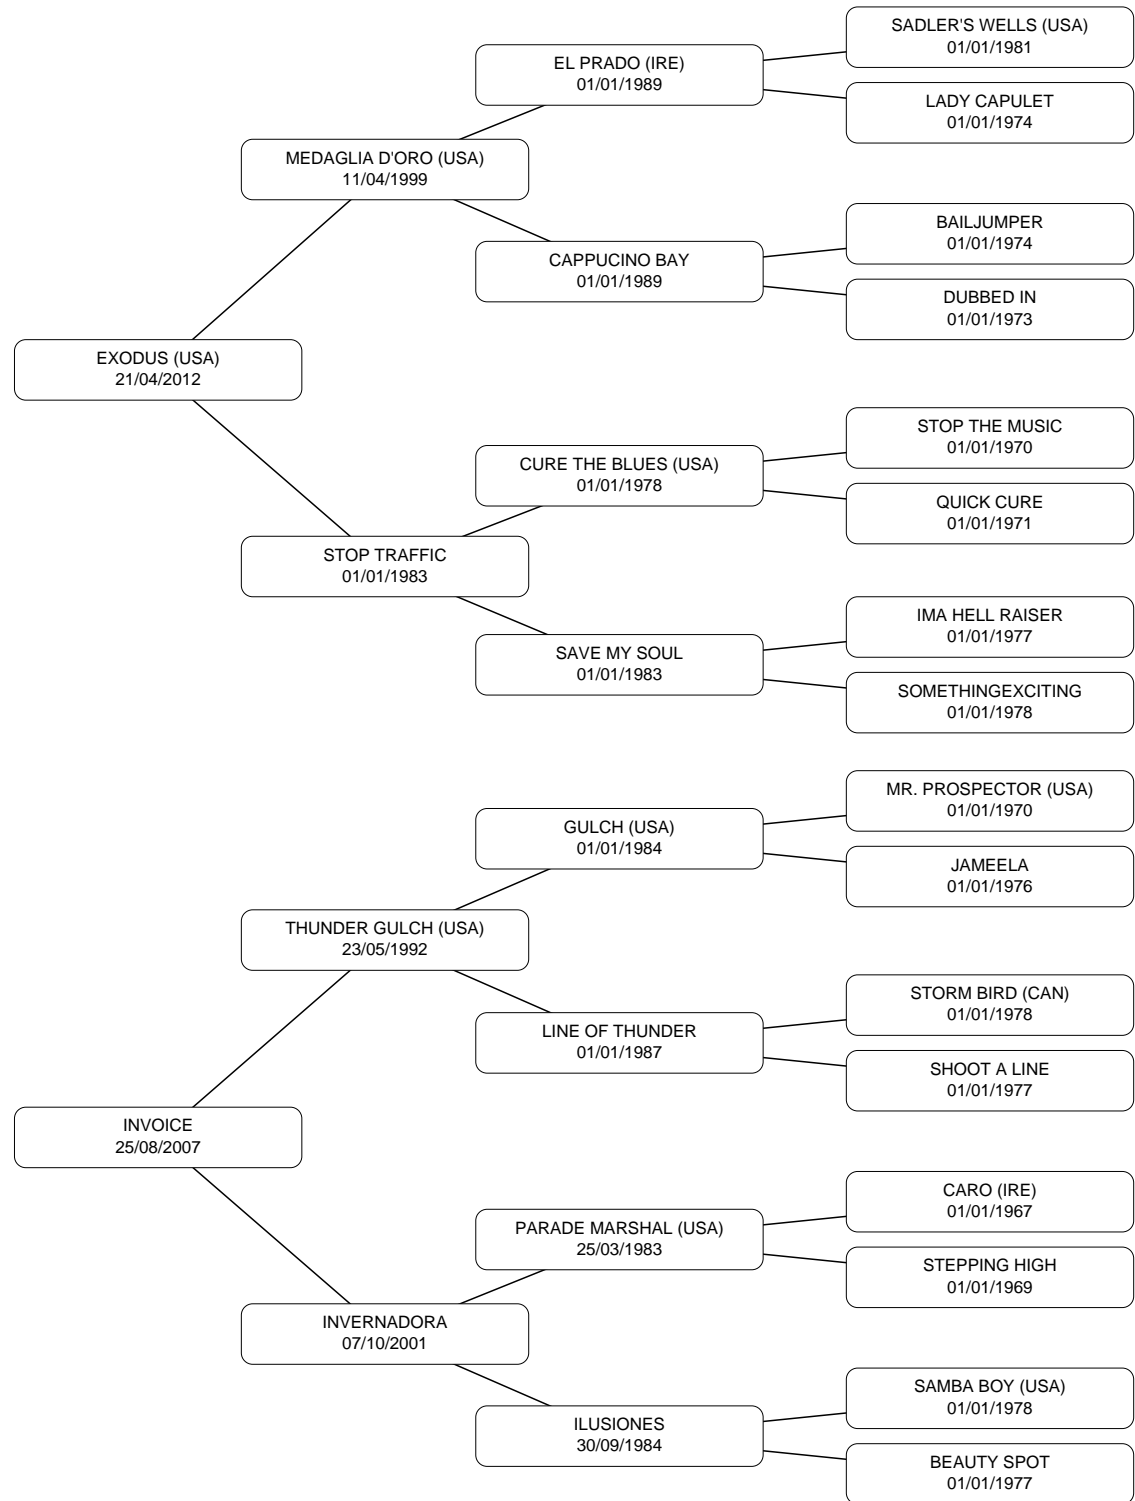 SADLER'S WELLS (USA)
01/01/1981
EL PRADO (IRE)
01/01/1989
LADY CAPULET
01/01/1974
MEDAGLIA D'ORO (USA)
11/04/1999
BAILJUMPER
01/01/1974
CAPPUCINO BAY
01/01/1989
DUBBED IN
01/01/1973
EXODUS (USA)
21/04/2012
STOP THE MUSIC
01/01/1970
CURE THE BLUES (USA)
01/01/1978
QUICK CURE
01/01/1971
STOP TRAFFIC
01/01/1983
IMA HELL RAISER
01/01/1977
SAVE MY SOUL
01/01/1983
SOMETHINGEXCITING
01/01/1978
MR. PROSPECTOR (USA)
01/01/1970
GULCH (USA)
01/01/1984
JAMEELA
01/01/1976
THUNDER GULCH (USA)
23/05/1992
STORM BIRD (CAN)
01/01/1978
LINE OF THUNDER
01/01/1987
SHOOT A LINE
01/01/1977
INVOICE
25/08/2007
CARO (IRE)
01/01/1967
PARADE MARSHAL (USA)
25/03/1983
STEPPING HIGH
01/01/1969
INVERNADORA
07/10/2001
SAMBA BOY (USA)
01/01/1978
ILUSIONES
30/09/1984
BEAUTY SPOT
01/01/1977